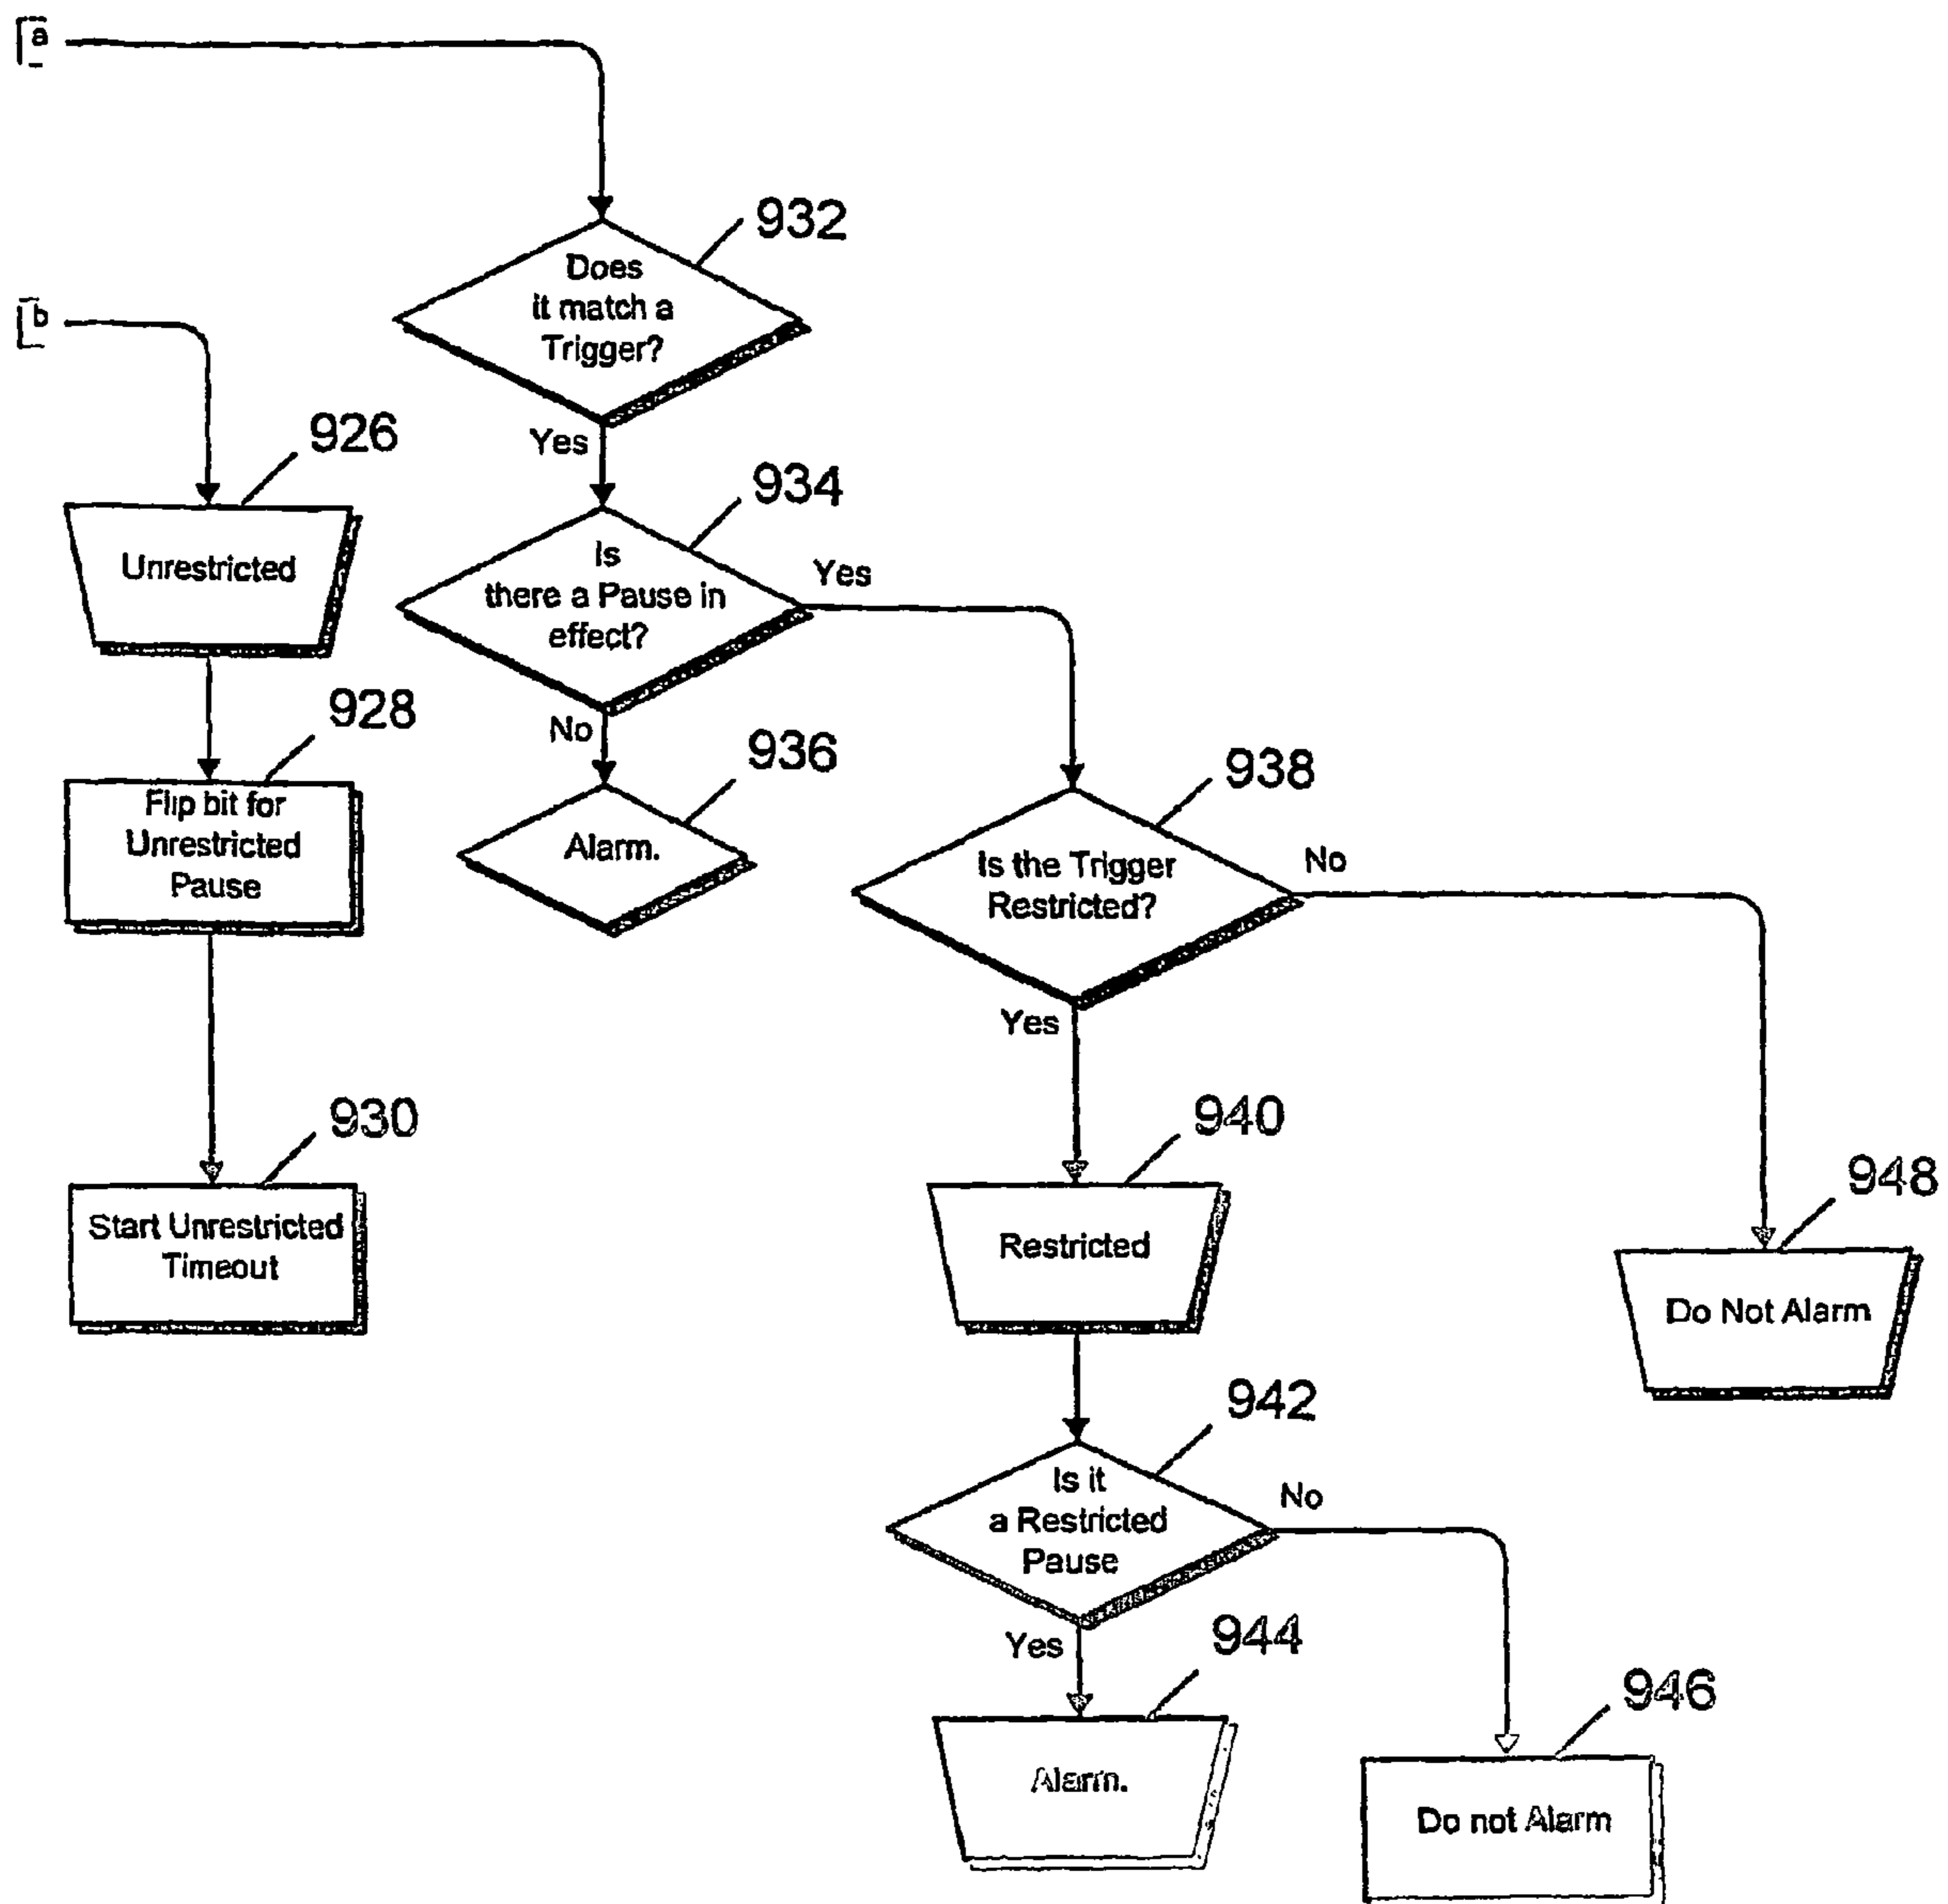 a
932
Does
it match a
Trigger?
b
Yes
926
934
Unrestricted
Is
there a Pause in
effect?
Yes
928
No
936
938
Flip bit for
Unrestricted
Pause
Alarm.
Is the Trigger
Restricted?
No
Yes
930
940
948
Start Unrestricted
Timeout
Restricted
Do Not Alarm
942
Is it
a Restricted
Pause
No
Yes
944
946
Alarm.
Do not Alarm